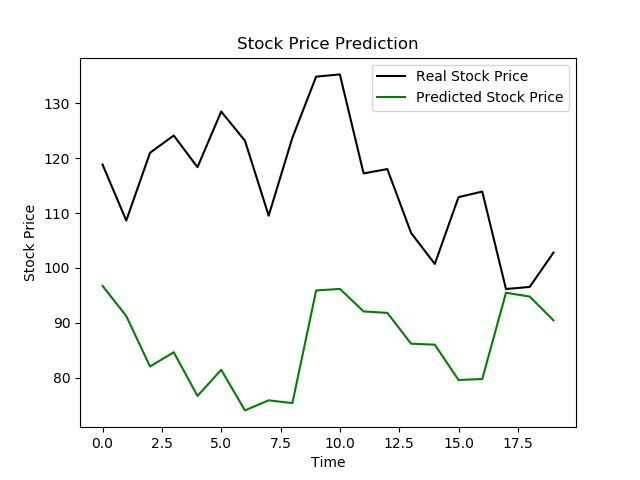 Stock Price Prediction
Real Stock Price
Predicted Stock Price
Stock Price
130
120
110
100
90
80
0.0 2.5 5.0 7.5 10.0 12.5 15.0 17.5
Time